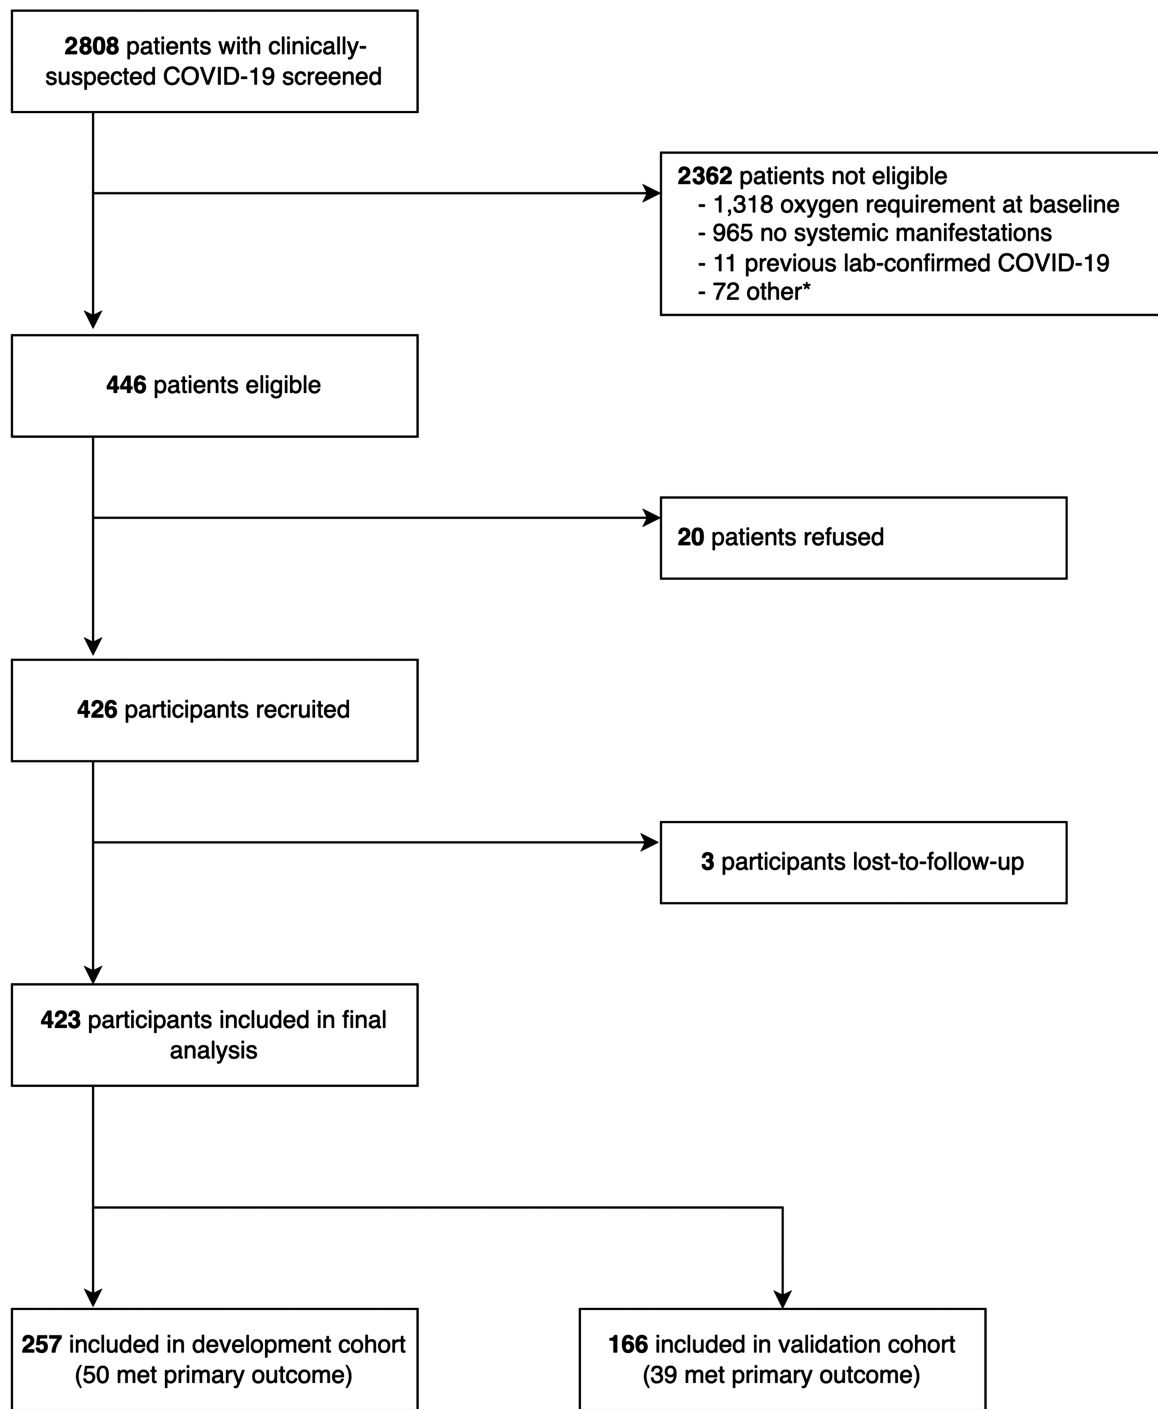 2808 patients with clinically-
suspected COVID-19 screened
2362 patients not eligible
- 1,318 oxygen requirement at baseline
- 965 no systemic manifestations
- 11 previous lab-confirmed COVID-19
- 72 other*
446 patients eligible
20 patients refused
426 participants recruited
3 participants lost-to-follow-up
423 participants included in final
analysis
257 included in development cohort
(50 met primary outcome)
166 included in validation cohort
(39 met primary outcome)